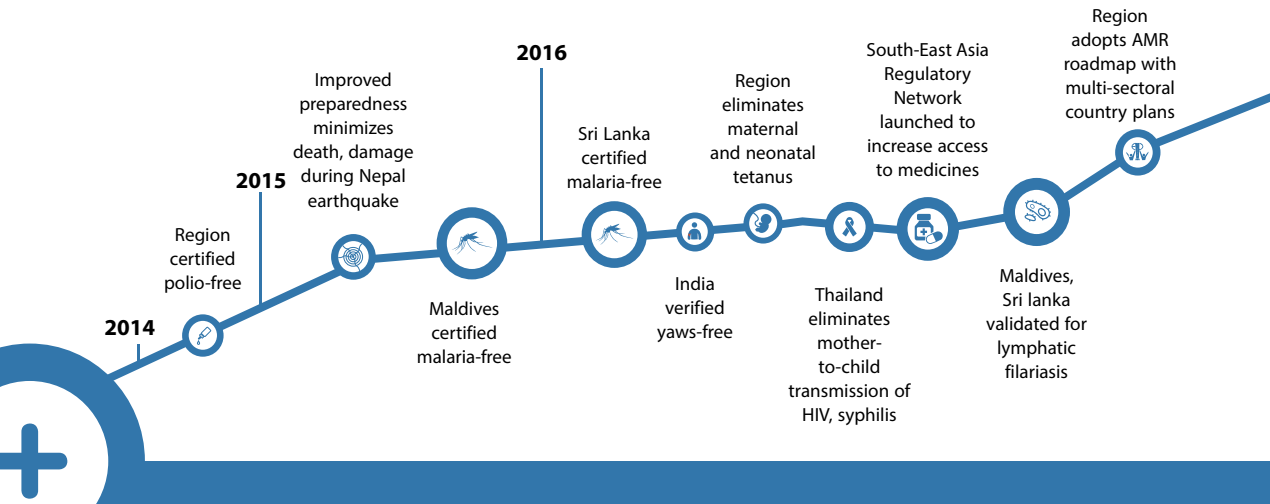 2014
Region
certified
polio-free
2015
Improved
preparedness
minimizes
death, damage
during Nepal
earthquake
Maldives
certified
malaria-free
2016
Sri Lanka
certified
malaria-free
India
verified
yaws-free
Region
eliminates
maternal
and neonatal
tetanus
Thailand
eliminates
mother-
to-child
transmission of
HIV, syphilis
South-East Asia
Regulatory
Network
launched to
increase access
to medicines
Maldives,
Sri lanka
validated for
lymphatic
filariasis
Region
adopts AMR
roadmap with
multi-sectoral
country plans